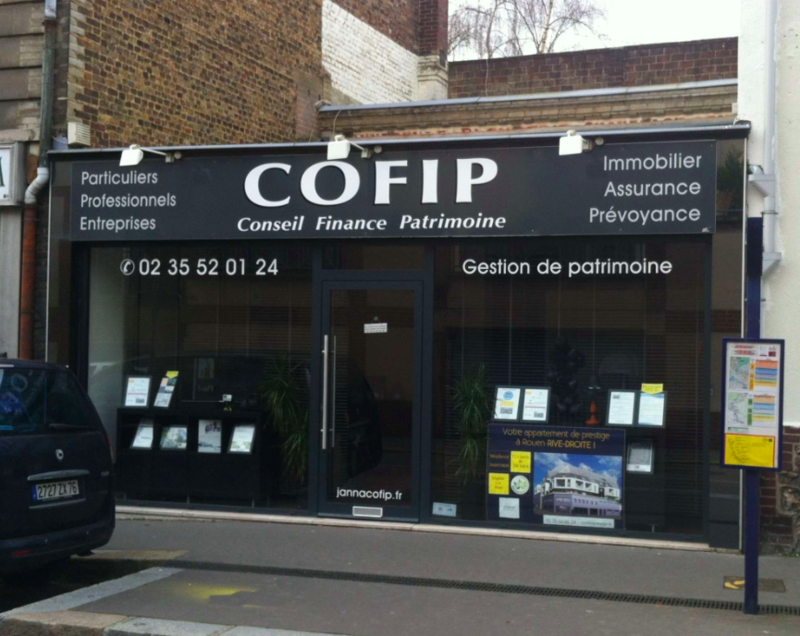 Particuliers
Professionnels
Entreprises
COFIP
Conseil Finance Patrimoine
Immobilier
Assurance
Prévoyance
✆ 02 35 52 01 24
Gestion de patrimoine
Votre appartement de prestige
à Rouen RIVE-DROITE !
jannacofip.fr
2727 ZX 76